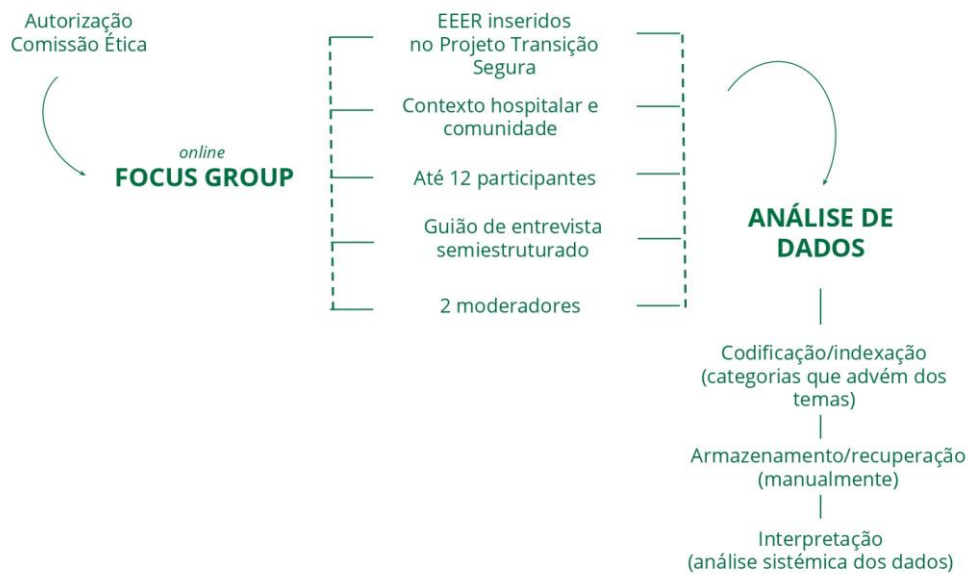 Autorização
Comissão Ética
online
FOCUS GROUP
EEER inseridos
no Projeto Transição
Segura
Contexto hospitalar e
comunidade
Até 12 participantes
Guião de entrevista
semiestruturado
2 moderadores
ANÁLISE DE
DADOS
Codificação/indexação
(categorias que advém dos
temas)
Armazenamento/recuperação
(manualmente)
Interpretação
(análise sistémica dos dados)